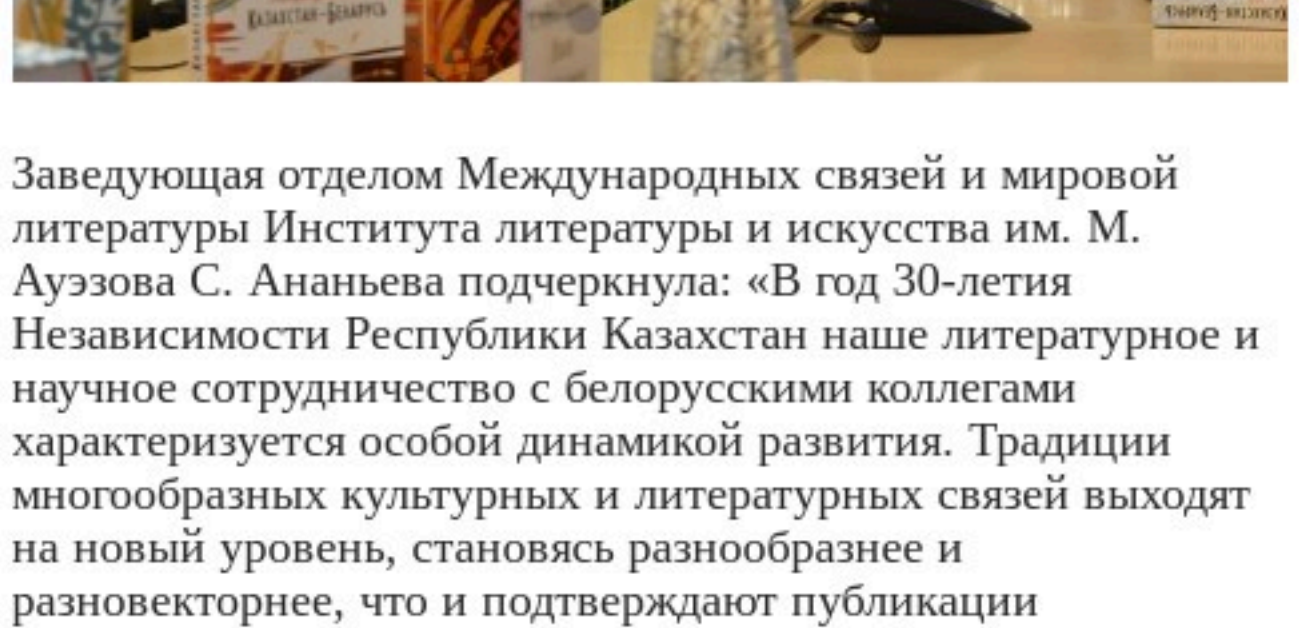 Казахстан-Беларусь
Заведующая отделом Международных связей и мировой
литературы Института литературы и искусства им. М.
Ауэзова С. Ананьева подчеркнула: «В год 30-летия
Независимости Республики Казахстан наше литературное и
научное сотрудничество с белорусскими коллегами
характеризуется особой динамикой развития. Традиции
многообразных культурных и литературных связей выходят
на новый уровень, становясь разнообразнее и
разновекторнее, что и подтверждают публикации